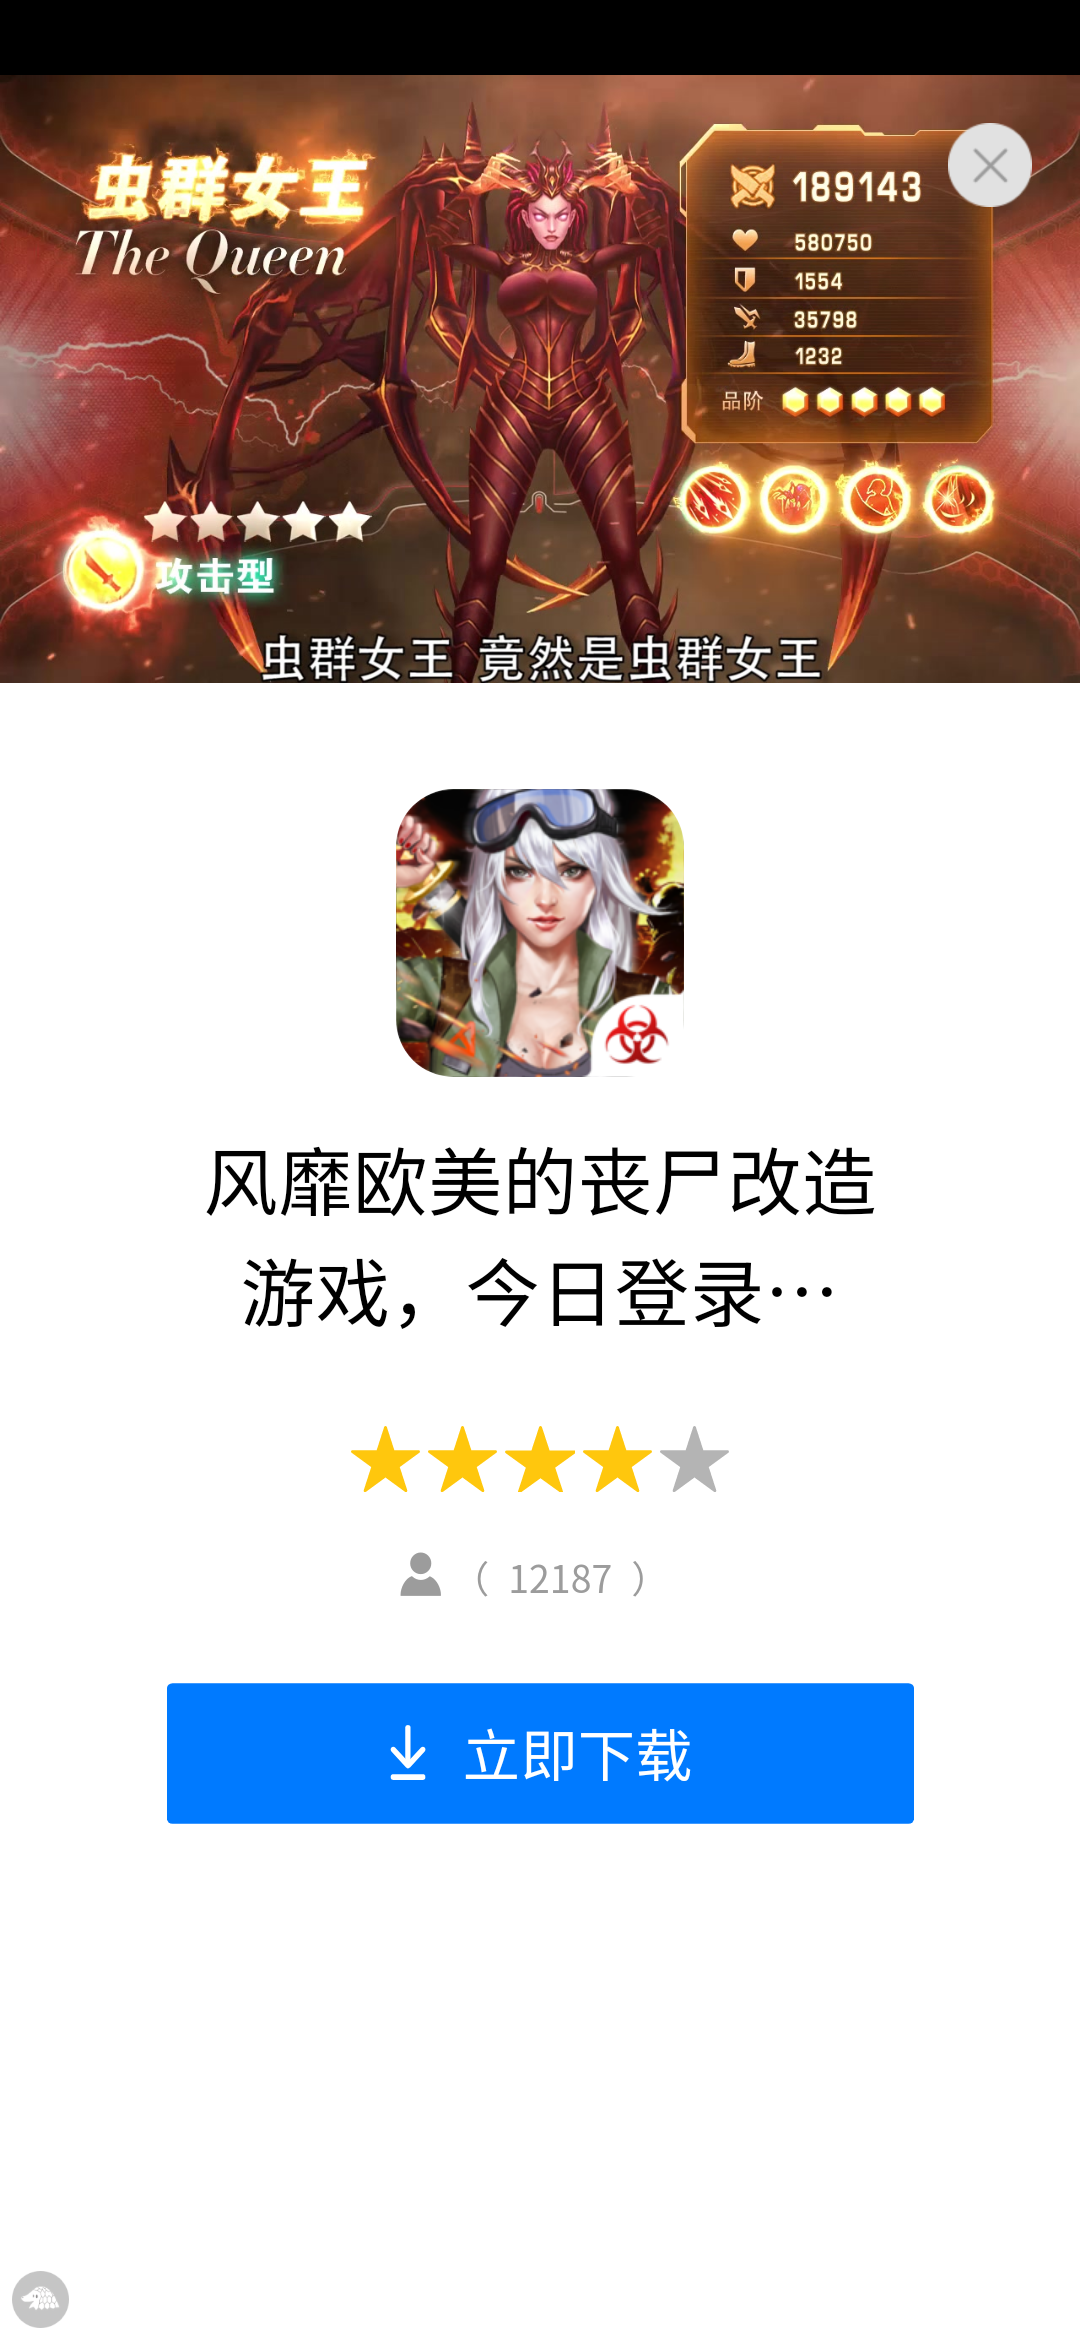 虫群女王
The Queen
189143
580750
1554
35798
1232
品阶
攻击型
虫群女王 竟然是虫群女王
风靡欧美的丧尸改造
游戏，今日登录…
（ 12187 ）
立即下载